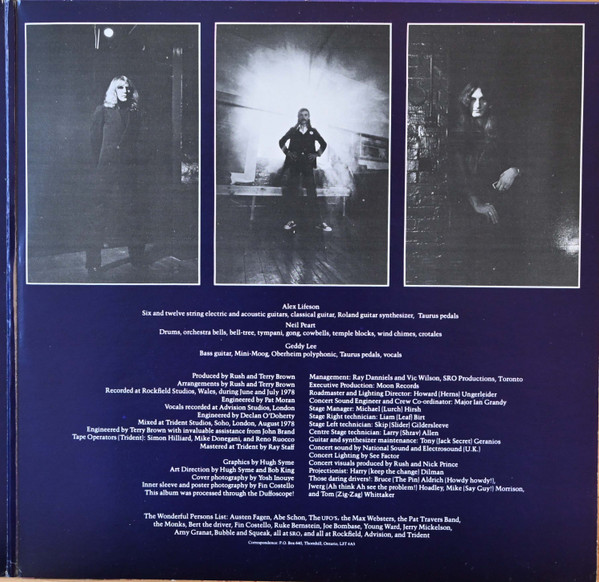 Alex Lifeson
Six and twelve string electric and acoustic guitars, classical guitar, Roland guitar synthesizer, Taurus pedals
Neil Peart
Drums, orchestra bells, bell-tree, tympani, gong, cowbells, temple blocks, wind chimes, crotales
Geddy Lee
Bass guitar, Mini-Moog, Oberheim polyphonic, Taurus pedals, vocals
Produced by Rush and Terry Brown
Arrangements by Rush and Terry Brown
Recorded at Rockfield Studios, Wales, during June and July 1978
Engineered by Pat Moran
Vocals recorded at Advision Studios, London
Engineered by Declan O'Doherty
Mixed at Trident Studios, Soho, London, August 1978
Engineered by Terry Brown with invaluable assistance from John Brand
Tape Operators (Trident): Simon Hilliard, Mike Donegani, and Reno Ruocco
Mastered at Trident by Ray Staff
Graphics by Hugh Syme
Art Direction by Hugh Syme and Bob King
Cover photography by Yosh Inouye
Inner sleeve and poster photography by Fin Costello
This album was processed through the Duffoscope!
Management: Ray Danniels and Vic Wilson, SRO Productions, Toronto
Executive Production: Moon Records
Roadmaster and Lighting Director: Howard (Herns) Ungerleider
Concert Sound Engineer and Crew Co-ordinator: Major Ian Grandy
Stage Manager: Michael (Lurch) Hirsh
Stage Right technician: Liam (Leaf) Birt
Stage Left technician: Skip (Slider) Gildersleeve
Centre Stage technician: Larry (Shrav) Allen
Guitar and synthesizer maintenance: Tony (Jack Secret) Geranios
Concert sound by National Sound and Electrosound (U.K.)
Concert Lighting by See Factor
Concert visuals produced by Rush and Nick Prince
Projectionist: Harry (keep the change) Dilman
Those daring drivers!: Bruce (The Pin) Aldrich (Howdy howdy!),
Jwerg (Ah think Ah see the problem!) Hoadley, Mike (Say Guy!) Morrison,
and Tom (Zig-Zag) Whittaker
The Wonderful Persons List: Austen Fagen, Abe Schon, The UFO's, the Max Websters, the Pat Travers Band,
the Monks, Bert the driver, Fin Costello, Ruke Bernstein, Joe Bombase, Young Ward, Jerry Mickelson,
Army Granat, Bubble and Squeak, all at SRO, and all at Rockfield, Advision, and Trident
Correspondence: P.O. Box 640, Thornhill, Ontario, L3T 4A5